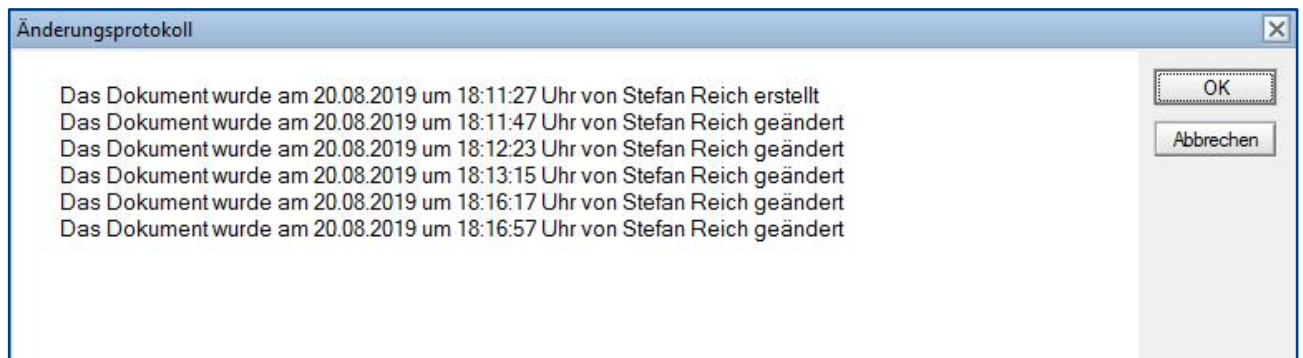 Änderungsprotokoll
Das Dokument wurde am 20.08.2019 um 18:11:27 Uhr von Stefan Reich erstellt
Das Dokument wurde am 20.08.2019 um 18:11:47 Uhr von Stefan Reich geändert
Das Dokument wurde am 20.08.2019 um 18:12:23 Uhr von Stefan Reich geändert
Das Dokument wurde am 20.08.2019 um 18:13:15 Uhr von Stefan Reich geändert
Das Dokument wurde am 20.08.2019 um 18:16:17 Uhr von Stefan Reich geändert
Das Dokument wurde am 20.08.2019 um 18:16:57 Uhr von Stefan Reich geändert
OK
Abbrechen